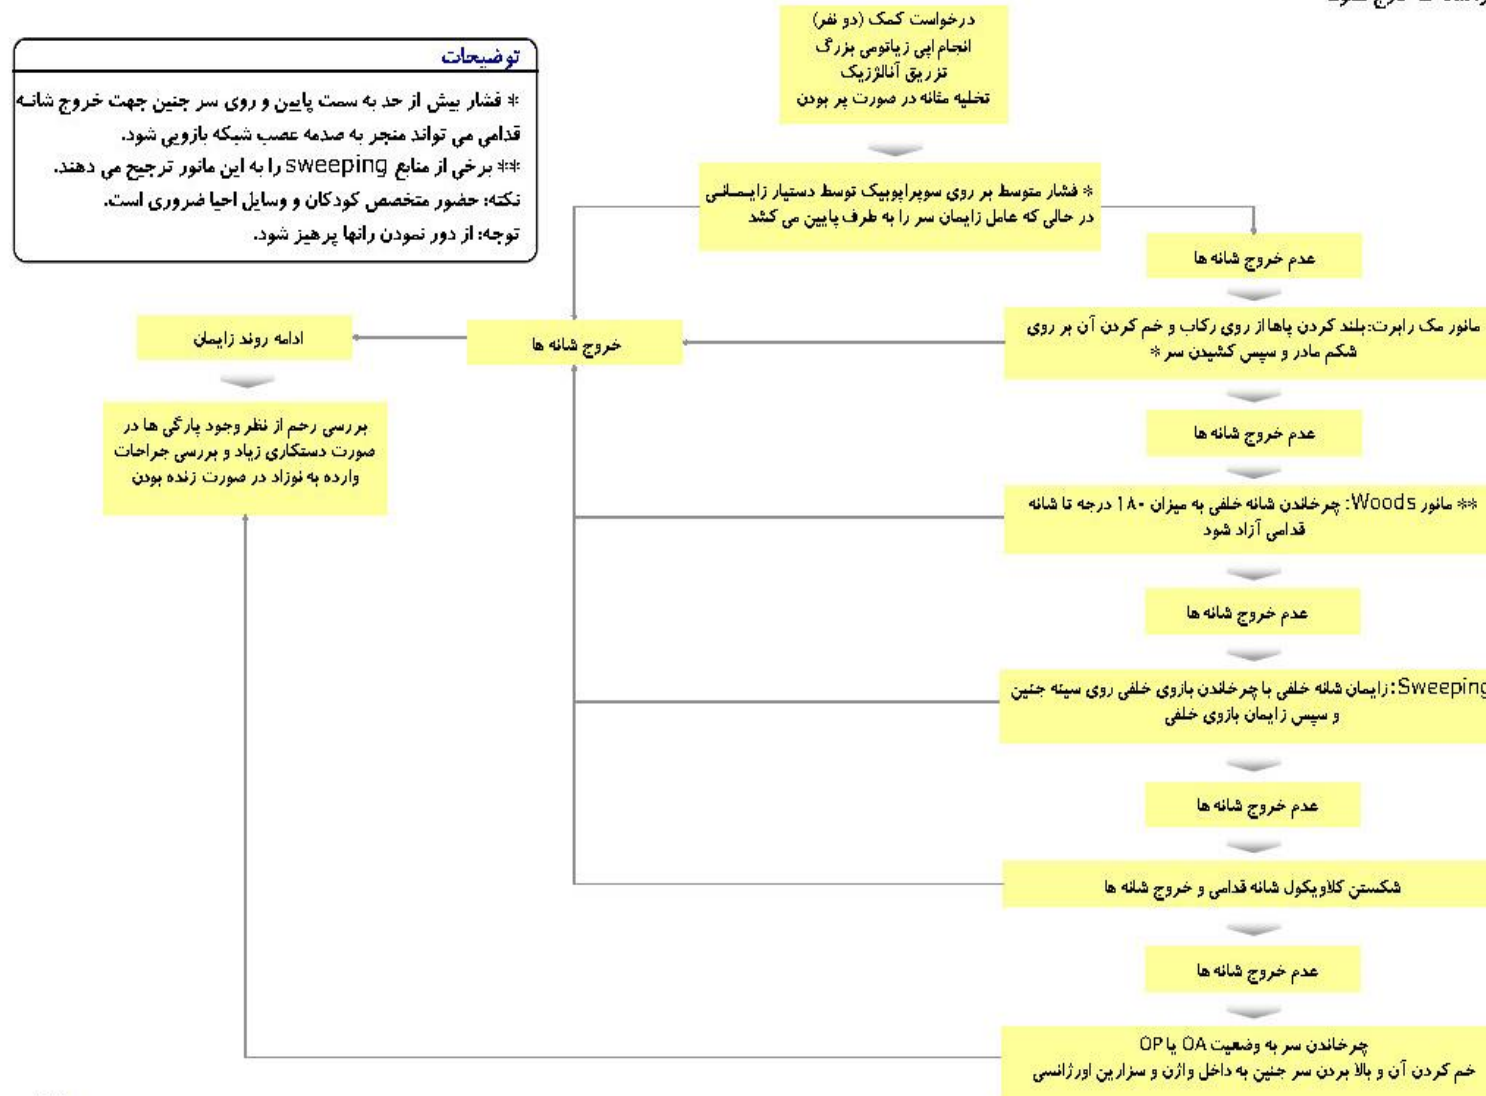 درخواست کمک (دو نفر)
انجام اپی زیاتومی بزرگ
تزریق آنالژزیک
تخلیه مثانه در صورت پر بودن
توضیحات
* فشار بیش از حد به سمت پایین و روی سر جنین جهت خروج شانه
قدامی می تواند منجر به صدمه عصب شبکه بازویی شود.
** برخی از منابع sweeping را به این مانور ترجیح می دهند.
نکته: حضور متخصص کودکان و وسایل احیا ضروری است.
توجه: از دور نمودن رانها پرهیز شود.
* فشار متوسط بر روی سوپراپوبیک توسط دستیار زایمانی
در حالی که عامل زایمان سر را به طرف پایین می کشد
عدم خروج شانه ها
مانور مک رابرت:بلند کردن پاها از روی رکاب و خم کردن آن بر روی
شکم مادر و سپس کشیدن سر *
خروج شانه ها
ادامه روند زایمان
بررسی رحم از نظر وجود پارگی ها در
صورت دستکاری زیاد و بررسی جراحات
وارده به نوزاد در صورت زنده بودن
عدم خروج شانه ها
** مانور Woods: چرخاندن شانه خلفی به میزان ۱۸۰ درجه تا شانه
قدامی آزاد شود
عدم خروج شانه ها
Sweeping: زایمان شانه خلفی با چرخاندن بازوی خلفی روی سینه جنین
و سپس زایمان بازوی خلفی
عدم خروج شانه ها
شکستن کلاویکول شانه قدامی و خروج شانه ها
عدم خروج شانه ها
چرخاندن سر به وضعیت OA یا OP
خم کردن آن و بالا بردن سر جنین به داخل واژن و سزارین اورژانسی